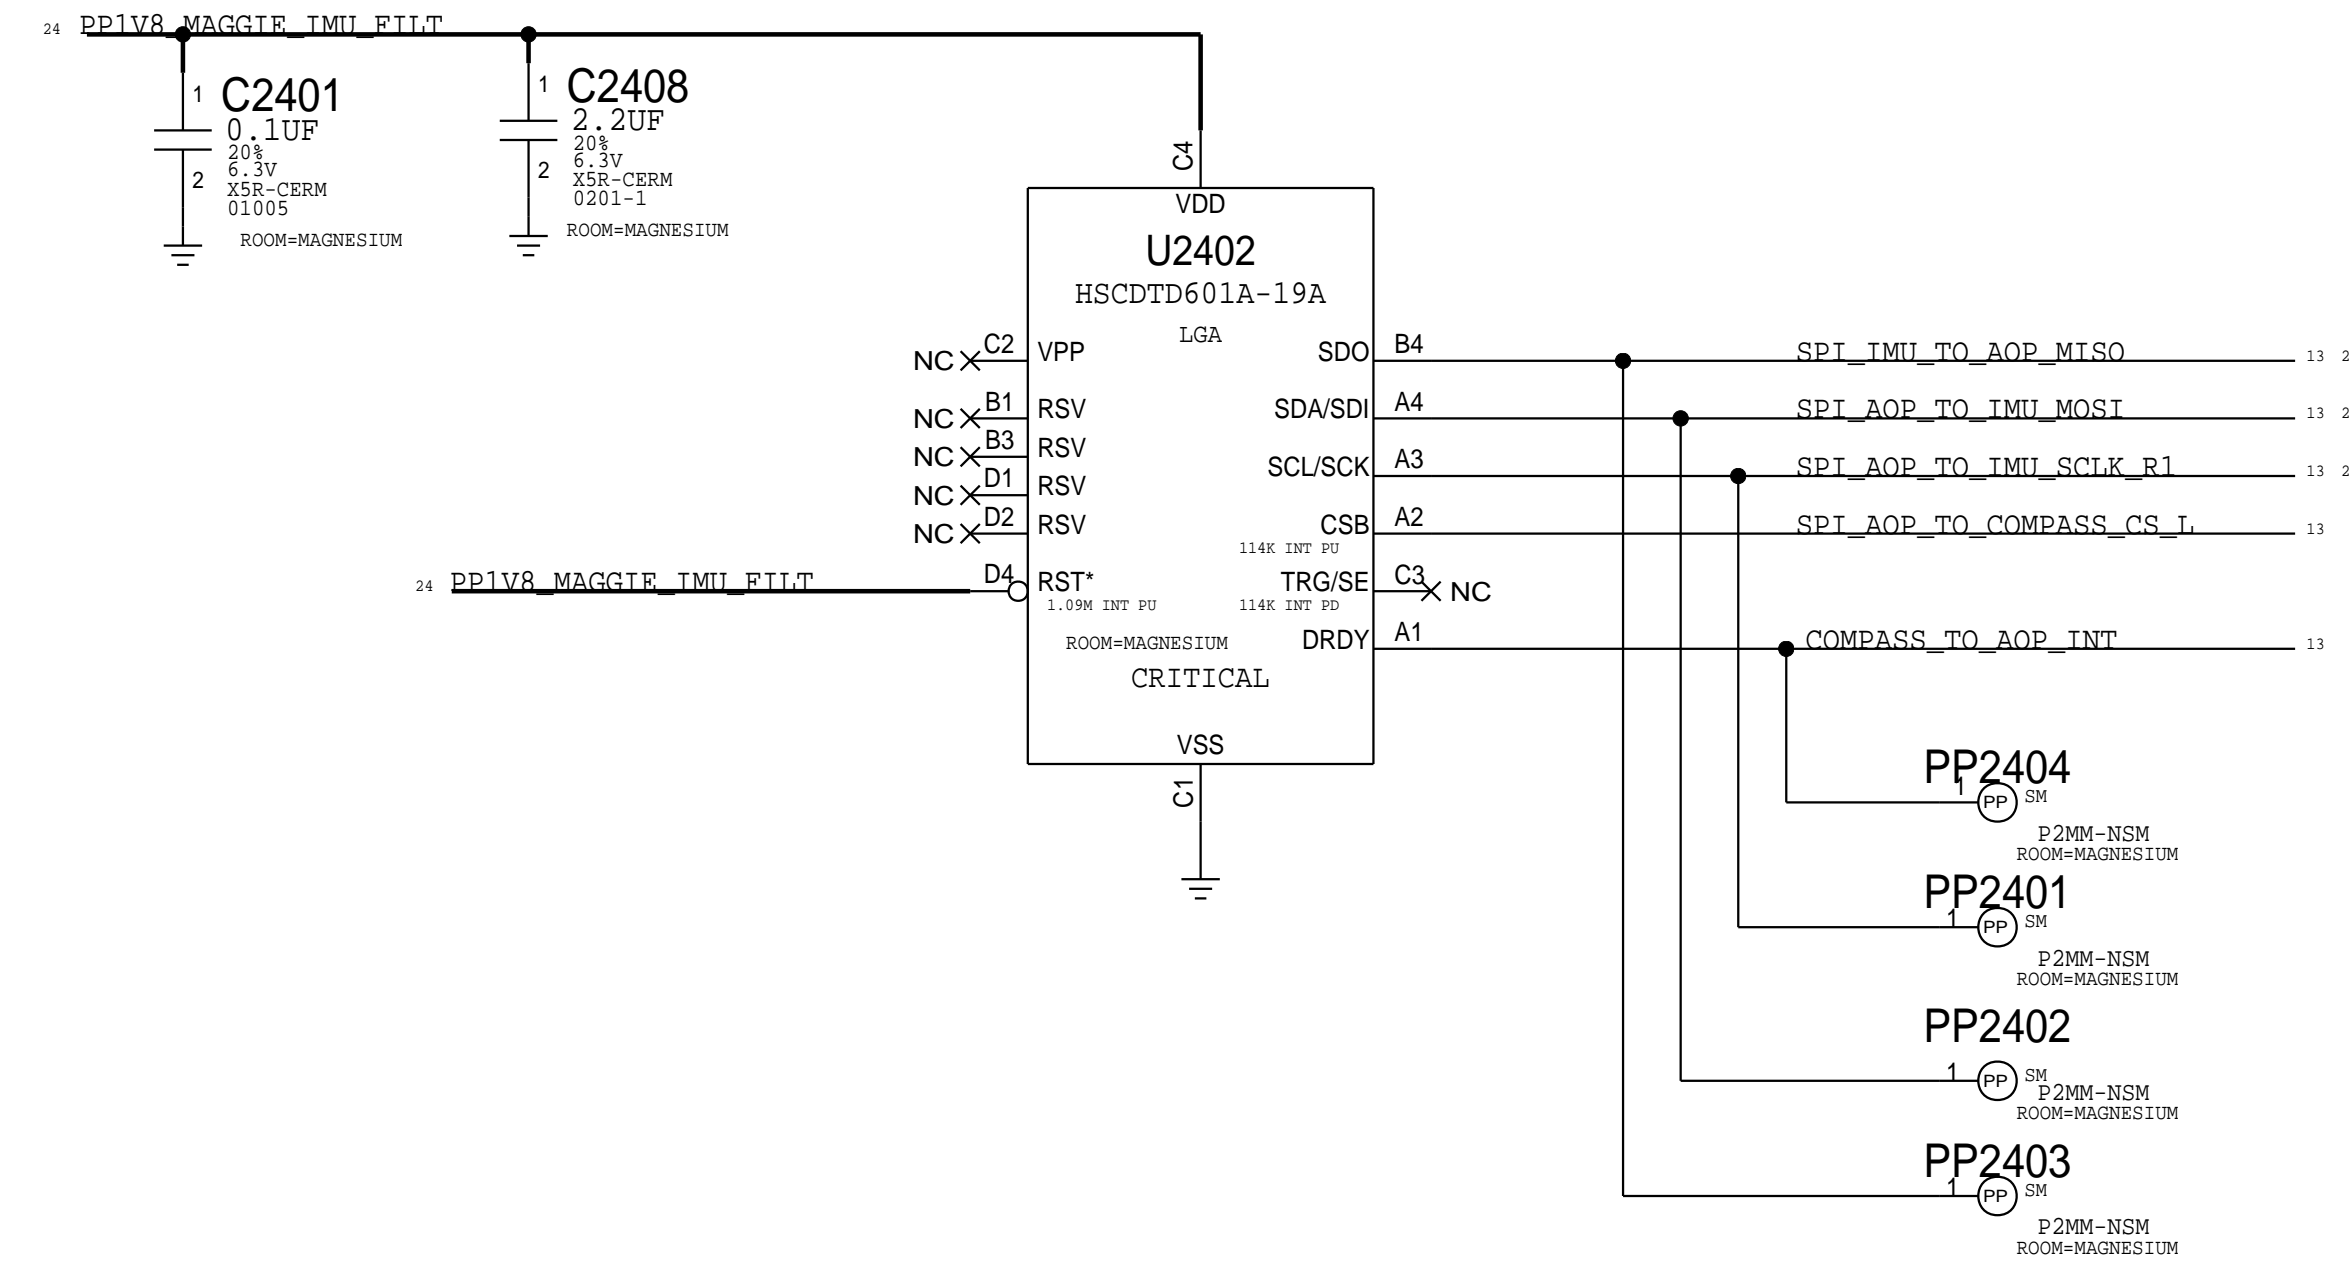 24 PP1V8_MAGGIE_IMU_FILT
1 C2401
0.1UF
20%
6.3V
2
X5R-CERM
01005
ROOM=MAGNESIUM
1 C2408
2.2UF
20%
6.3V
2
X5R-CERM
0201-1
ROOM=MAGNESIUM
C4
VDD
U2402
HSCDTD601A-19A
LGA
NC C2 VPP
NC B1 RSV
NC B3 RSV
NC D1 RSV
NC D2 RSV
24 PP1V8_MAGGIE_IMU_FILT D4 RST*
1.09M INT PU
SDO B4 SPI_IMU_TO_AOP_MISO 13 2
SDA/SDI A4 SPI_AOP_TO_IMU_MOSI 13 2
SCL/SCK A3 SPI_AOP_TO_IMU_SCLK_R1 13 2
CSB A2 SPI_AOP_TO_COMPASS_CS_L 13
114K INT PU
TRG/SE C3 NC
114K INT PD
DRDY A1 COMPASS_TO_AOP_INT 13
ROOM=MAGNESIUM
CRITICAL
VSS
C1
PP2404
1 PP SM
P2MM-NSM
ROOM=MAGNESIUM
PP2401
1 PP SM
P2MM-NSM
ROOM=MAGNESIUM
PP2402
1 PP SM
P2MM-NSM
ROOM=MAGNESIUM
PP2403
1 PP SM
P2MM-NSM
ROOM=MAGNESIUM